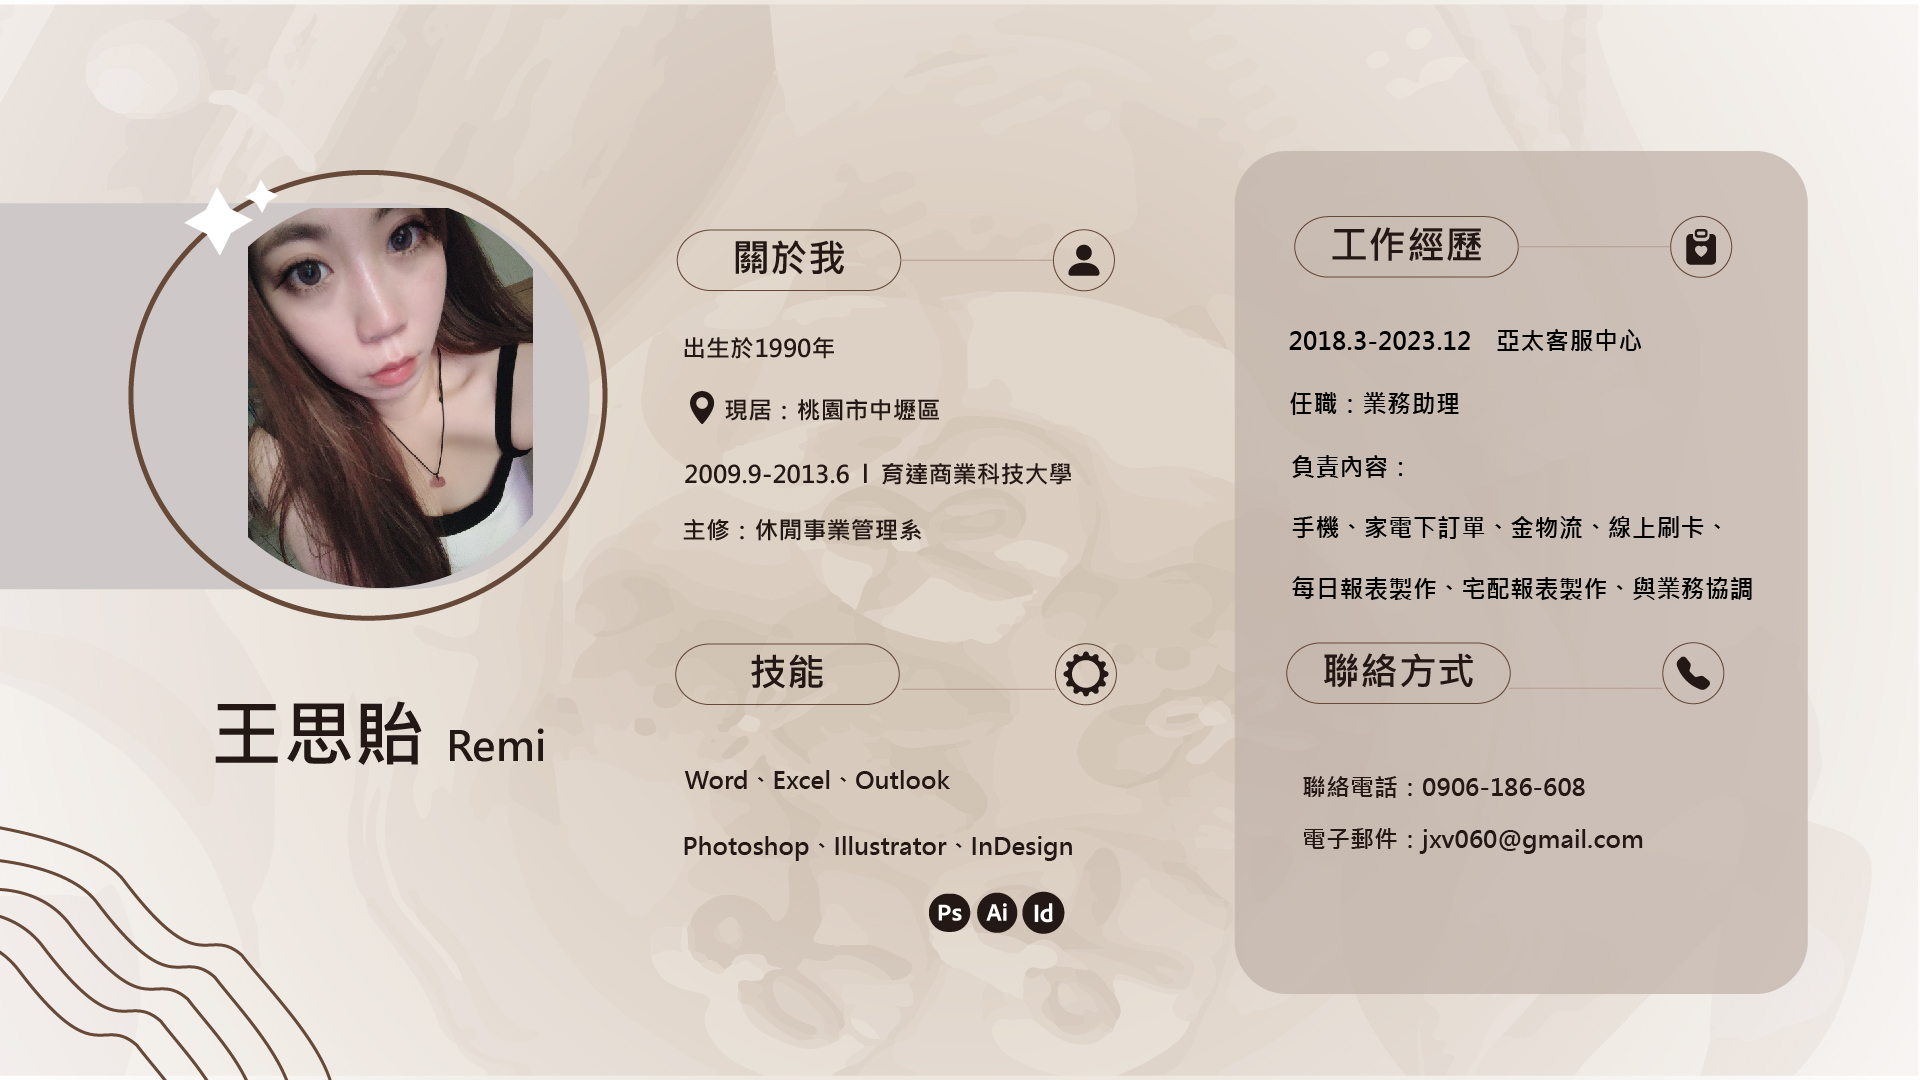 王思貽 Remi
關於我
出生於1990年
現居：桃園市中壢區
2009.9-2013.6 l 育達商業科技大學
主修：休閒事業管理系
技能
Word、Excel、Outlook
Photoshop、Illustrator、InDesign
Ps Ai Id
工作經歷
2018.3-2023.12 亞太客服中心
任職：業務助理
負責內容：
手機、家電下訂單、金物流、線上刷卡、
每日報表製作、宅配報表製作、與業務協調
聯絡方式
聯絡電話：0906-186-608
電子郵件：jxv060@gmail.com